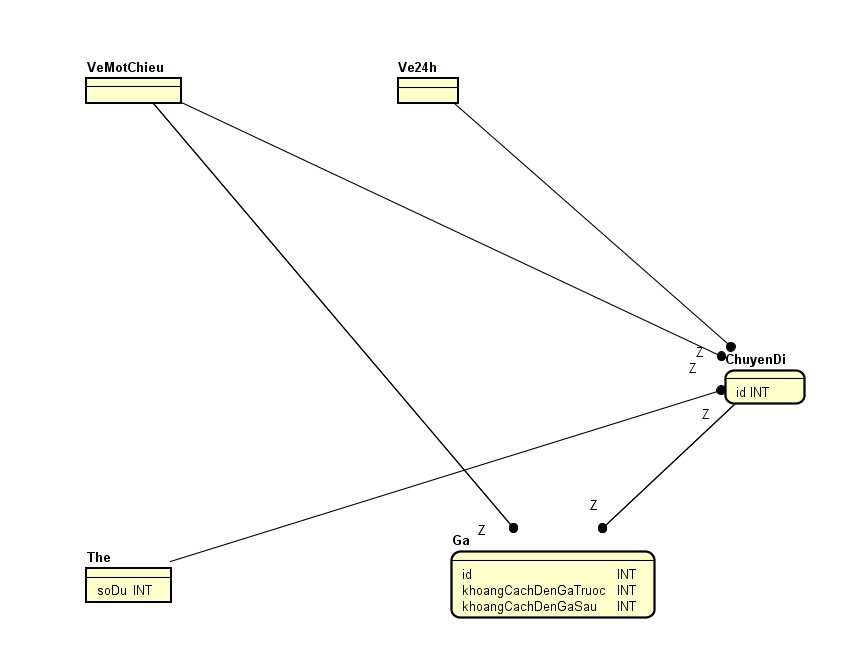 VeMotChieu
Ve24h
Z
ChuyenDi
Z
id INT
Z
Z
Z
Ga
The
id INT
soDu INT
khoangCachDenGaTruoc INT
khoangCachDenGaSau INT